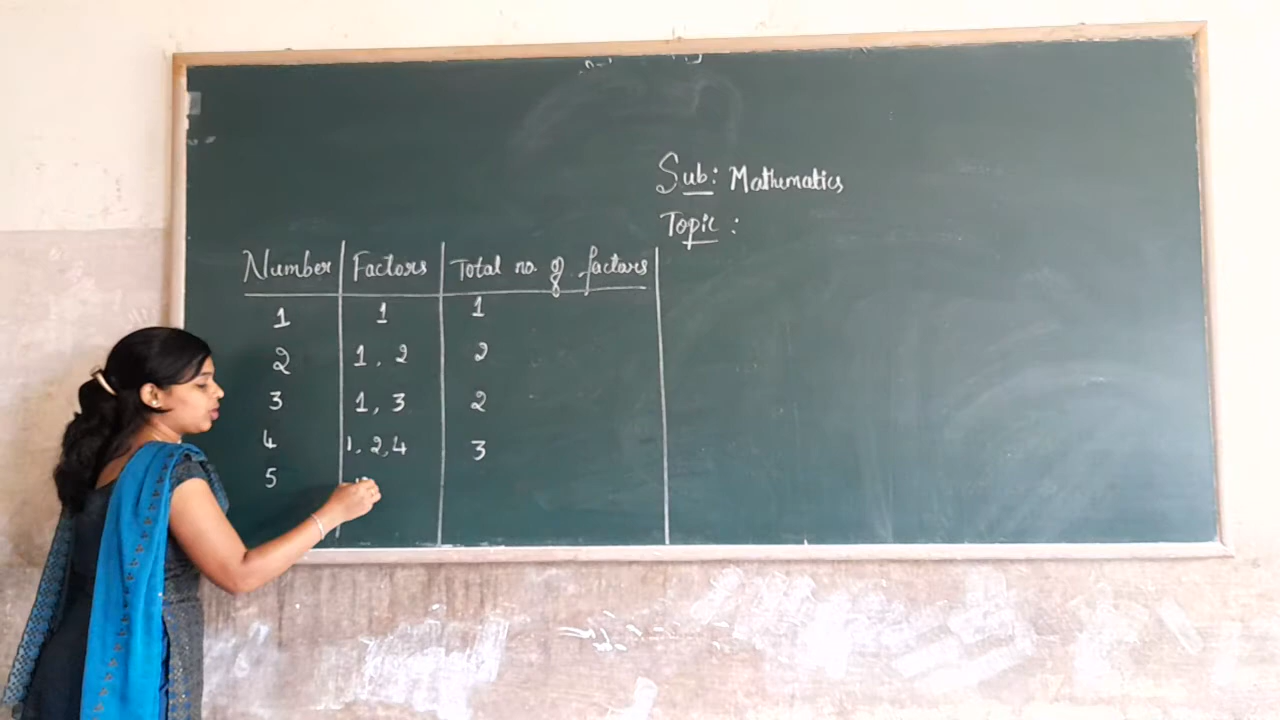 Sub: Mathematics
Topic :
Number Factors Total no. of factors
1 1 1
2 1, 2 2
3 1, 3 2
4 1, 2, 4 3
5